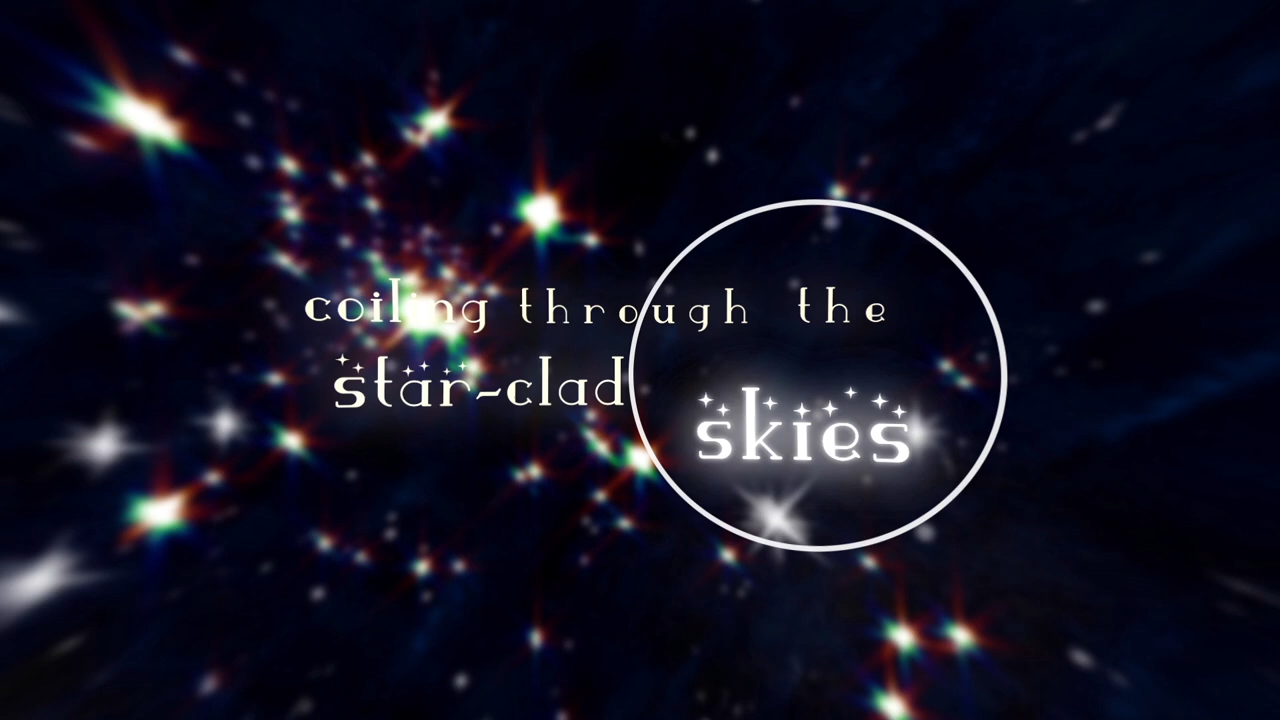 coiling through the
star-clad
skies